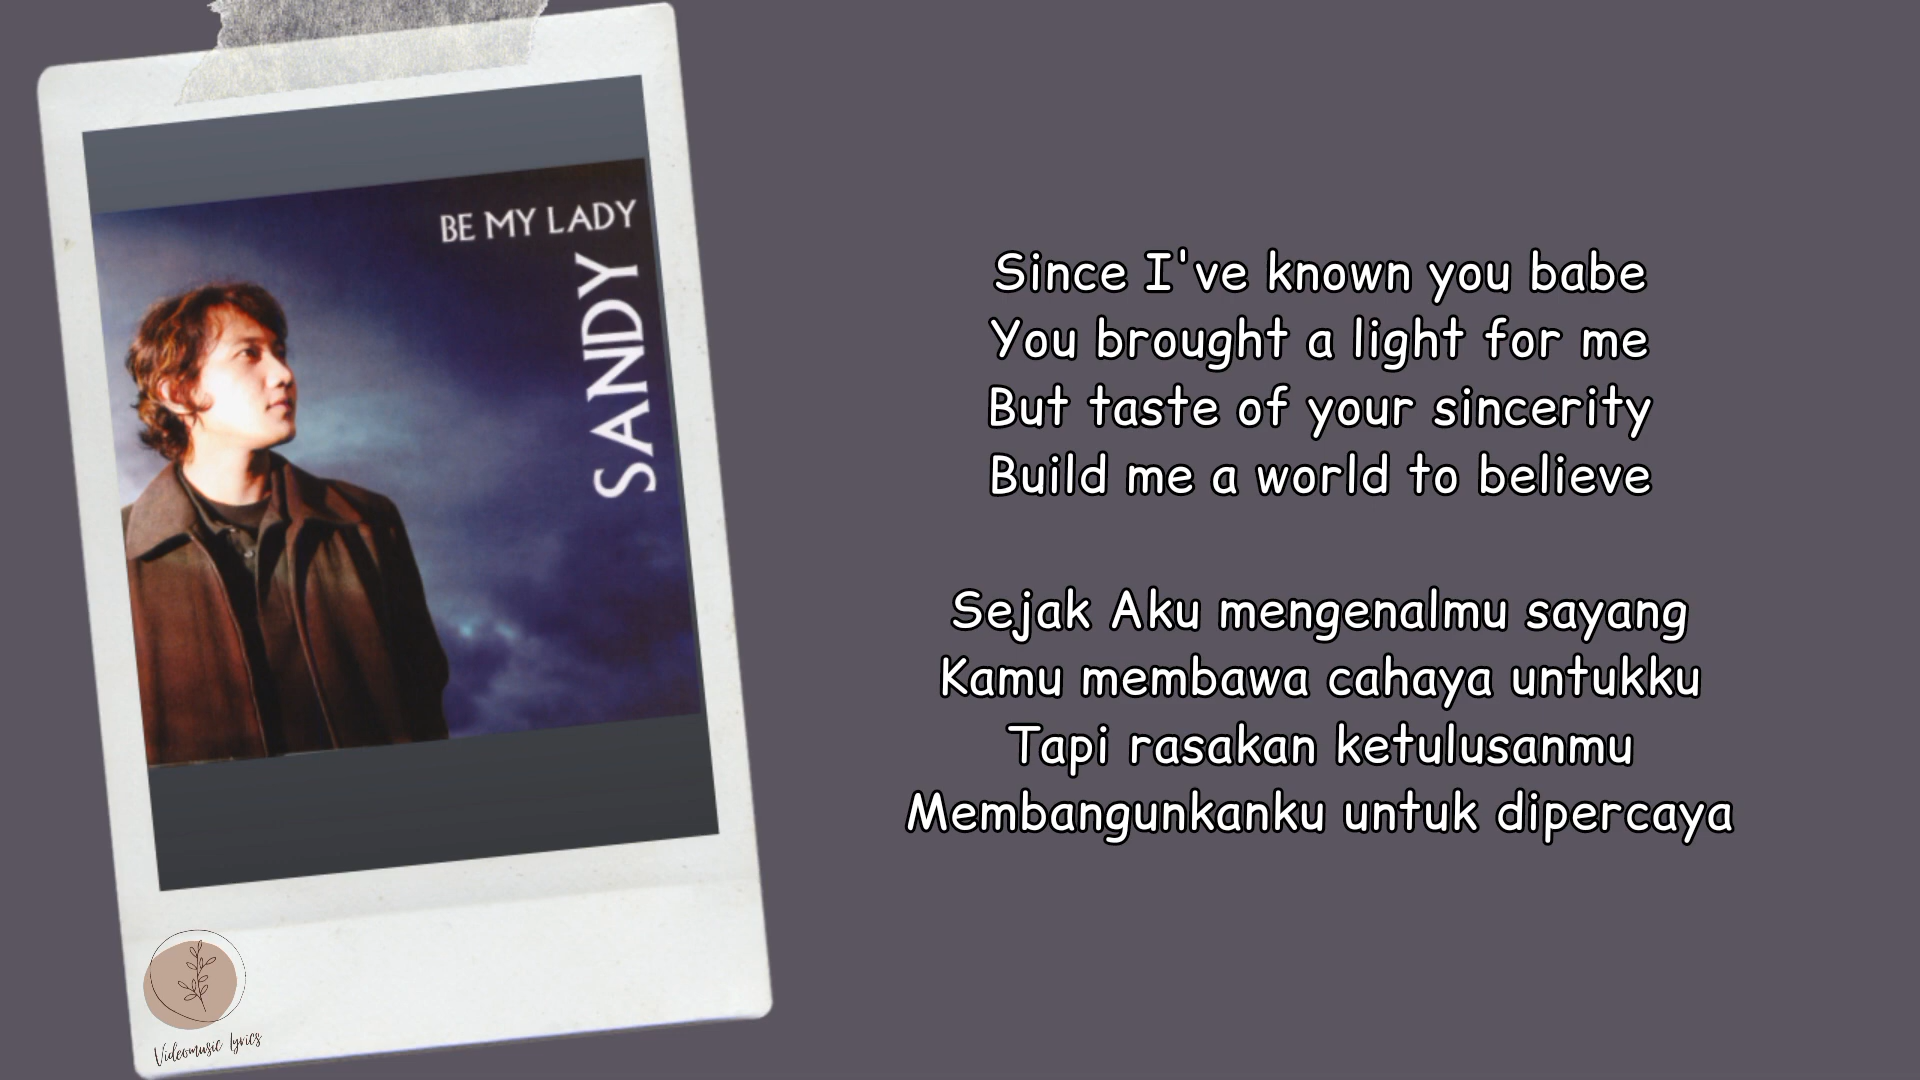 BE MY LADY
SANDY
Since I've known you babe
You brought a light for me
But taste of your sincerity
Build me a world to believe
Sejak Aku mengenalmu sayang
Kamu membawa cahaya untukku
Tapi rasakan ketulusanmu
Membangunkanku untuk dipercaya
Videomusic lyrics